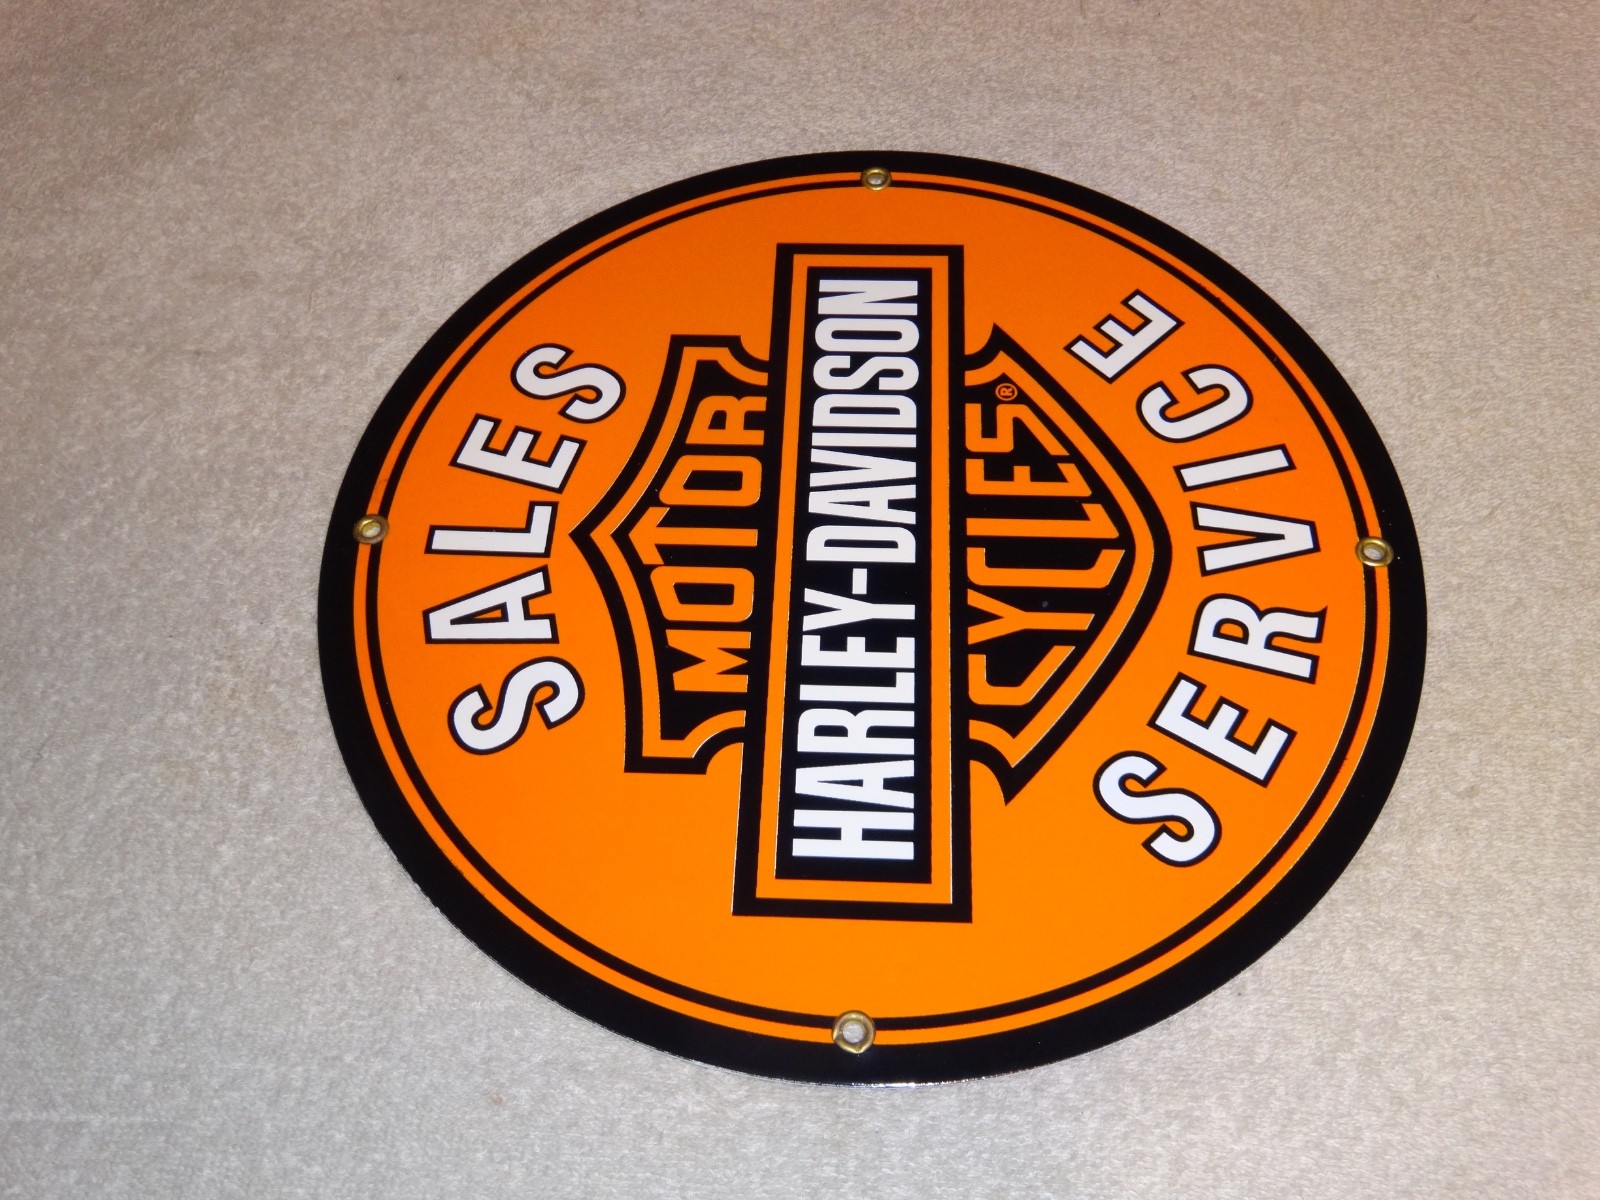 SALES
MOTOR
HARLEY-DAVIDSON
CYCLES®
SERVICE